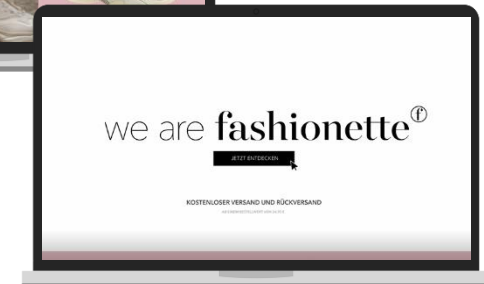 we are fashionette
JETZT ENTDECKEN
KOSTENLOSER VERSAND UND RÜCKVERSAND